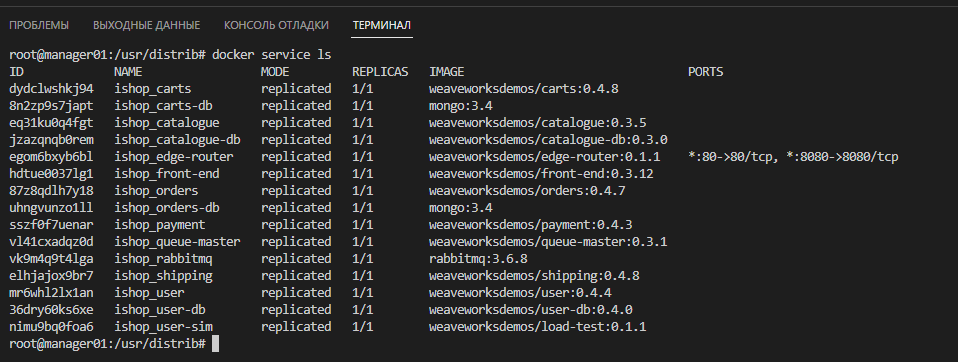 ПРОБЛЕМЫ ВЫХОДНЫЕ ДАННЫЕ КОНСОЛЬ ОТЛАДКИ ТЕРМИНАЛ
root@manager01:/usr/distrib# docker service ls
ID NAME MODE REPLICAS IMAGE PORTS
dydclwshkj94 ishop_carts replicated 1/1 weaveworksdemos/carts:0.4.8
8n2zp9s7japt ishop_carts-db replicated 1/1 mongo:3.4
eq31ku0q4fgt ishop_catalogue replicated 1/1 weaveworksdemos/catalogue:0.3.5
jzazqnqb0rem ishop_catalogue-db replicated 1/1 weaveworksdemos/catalogue-db:0.3.0
egom6bxyb6bl ishop_edge-router replicated 1/1 weaveworksdemos/edge-router:0.1.1 *:80->80/tcp, *:8080->8080/tcp
hdtue0037lg1 ishop_front-end replicated 1/1 weaveworksdemos/front-end:0.3.12
87z8qdlh7y18 ishop_orders replicated 1/1 weaveworksdemos/orders:0.4.7
uhngvunzo1ll ishop_orders-db replicated 1/1 mongo:3.4
sszf0f7uenar ishop_payment replicated 1/1 weaveworksdemos/payment:0.4.3
vl41cxadqz0d ishop_queue-master replicated 1/1 weaveworksdemos/queue-master:0.3.1
vk9m4q9t4lga ishop_rabbitmq replicated 1/1 rabbitmq:3.6.8
elhjajox9br7 ishop_shipping replicated 1/1 weaveworksdemos/shipping:0.4.8
mr6whl2lx1an ishop_user replicated 1/1 weaveworksdemos/user:0.4.4
36dry60ks6xe ishop_user-db replicated 1/1 weaveworksdemos/user-db:0.4.0
nimu9bq0foa6 ishop_user-sim replicated 1/1 weaveworksdemos/load-test:0.1.1
root@manager01:/usr/distrib#